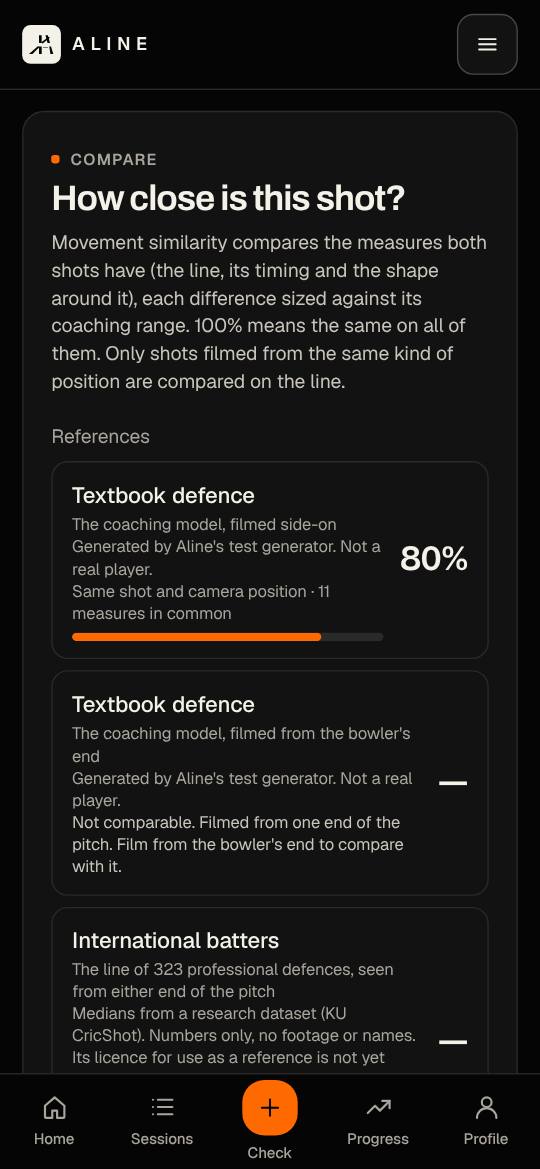 ALINE
COMPARE
How close is this shot?
Movement similarity compares the measures both
shots have (the line, its timing and the shape
around it), each difference sized against its
coaching range. 100% means the same on all of
them. Only shots filmed from the same kind of
position are compared on the line.
References
Textbook defence
The coaching model, filmed side-on
Generated by Aline's test generator. Not a
real player.
Same shot and camera position · 11
measures in common
80%
Textbook defence
The coaching model, filmed from the bowler's
end
Generated by Aline's test generator. Not a real
player.
Not comparable. Filmed from one end of the
pitch. Film from the bowler's end to compare
with it.
—
International batters
The line of 323 professional defences, seen
from either end of the pitch
Medians from a research dataset (KU
CricShot). Numbers only, no footage or names.
Its licence for use as a reference is not yet
—
Home
Sessions
Check
Progress
Profile